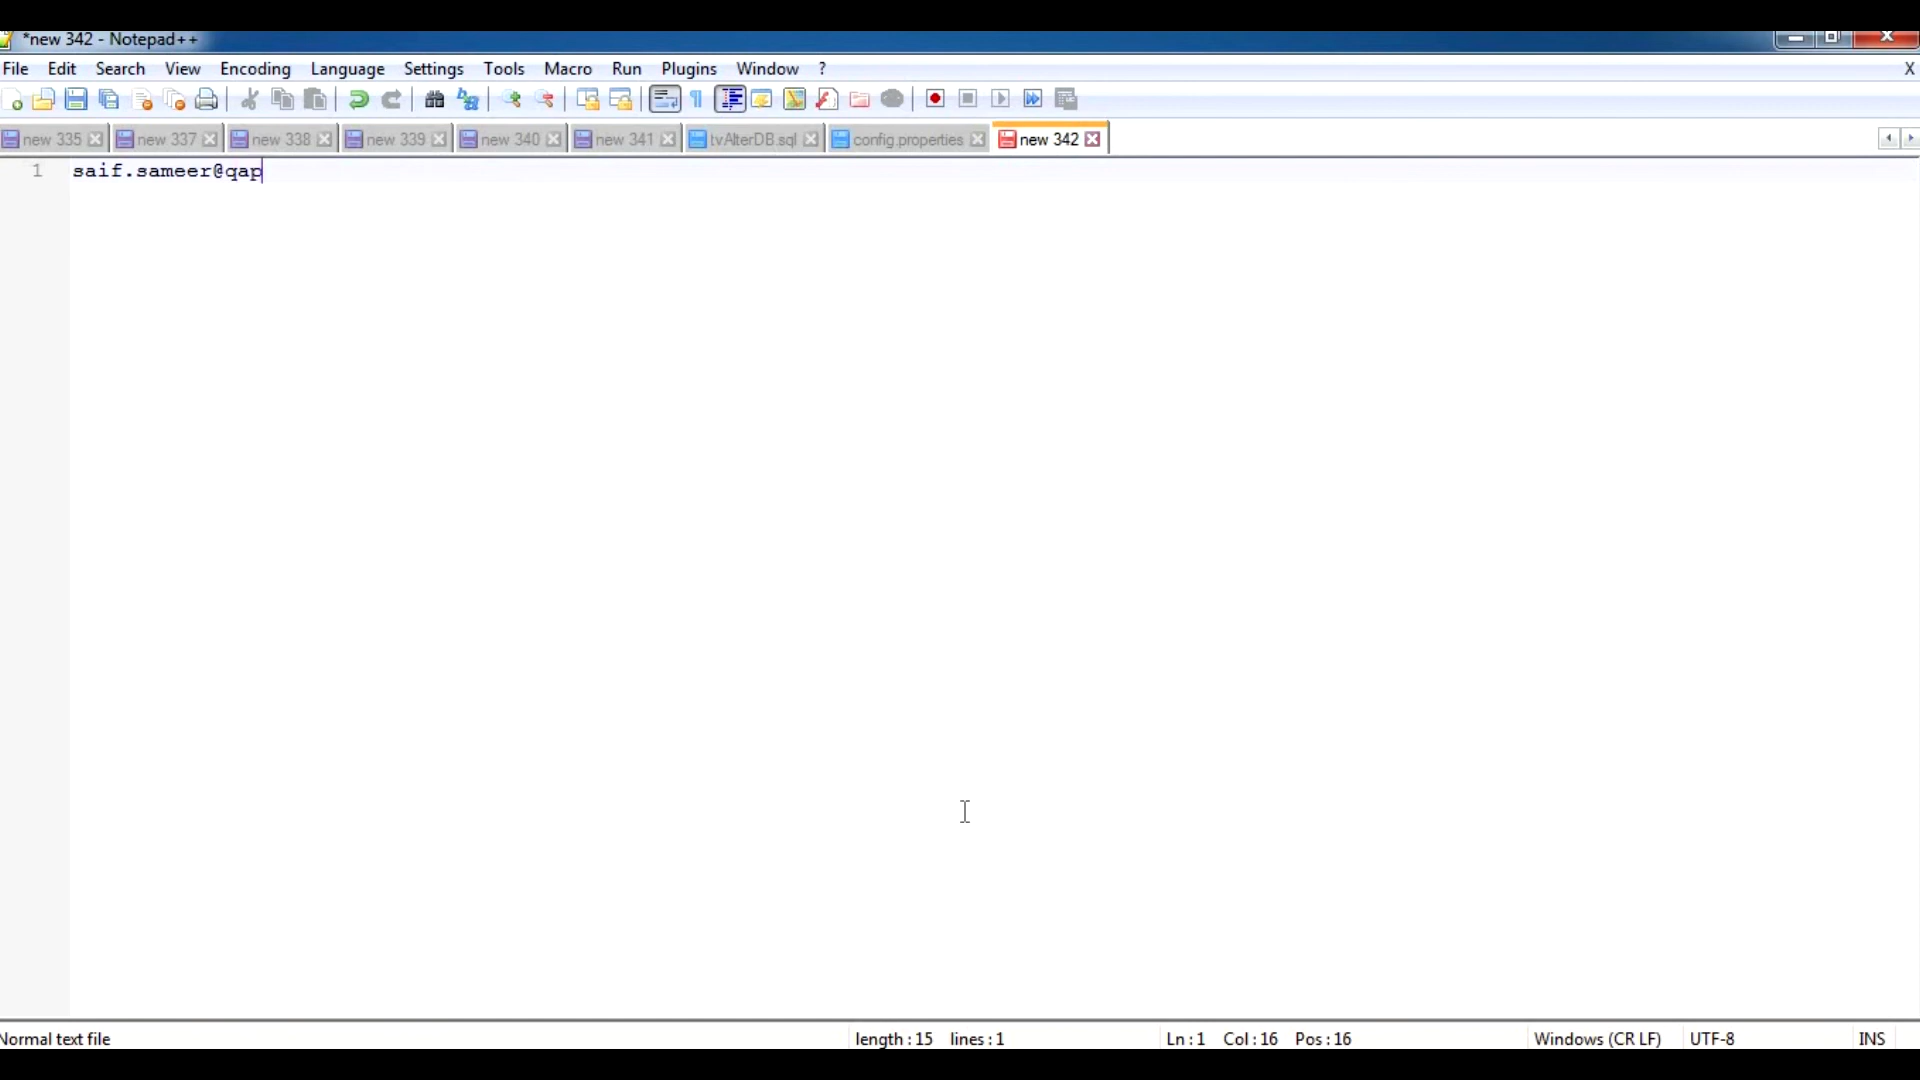 *new 342 - Notepad++
File Edit Search View Encoding Language Settings Tools Macro Run Plugins Window ? X
new 335 new 337 new 338 new 339 new 340 new 341 tvAlterDB.sql config.properties new 342
1 saif.sameer@qap
Normal text file length : 15 lines : 1 Ln : 1 Col : 16 Pos : 16 Windows (CR LF) UTF-8 INS